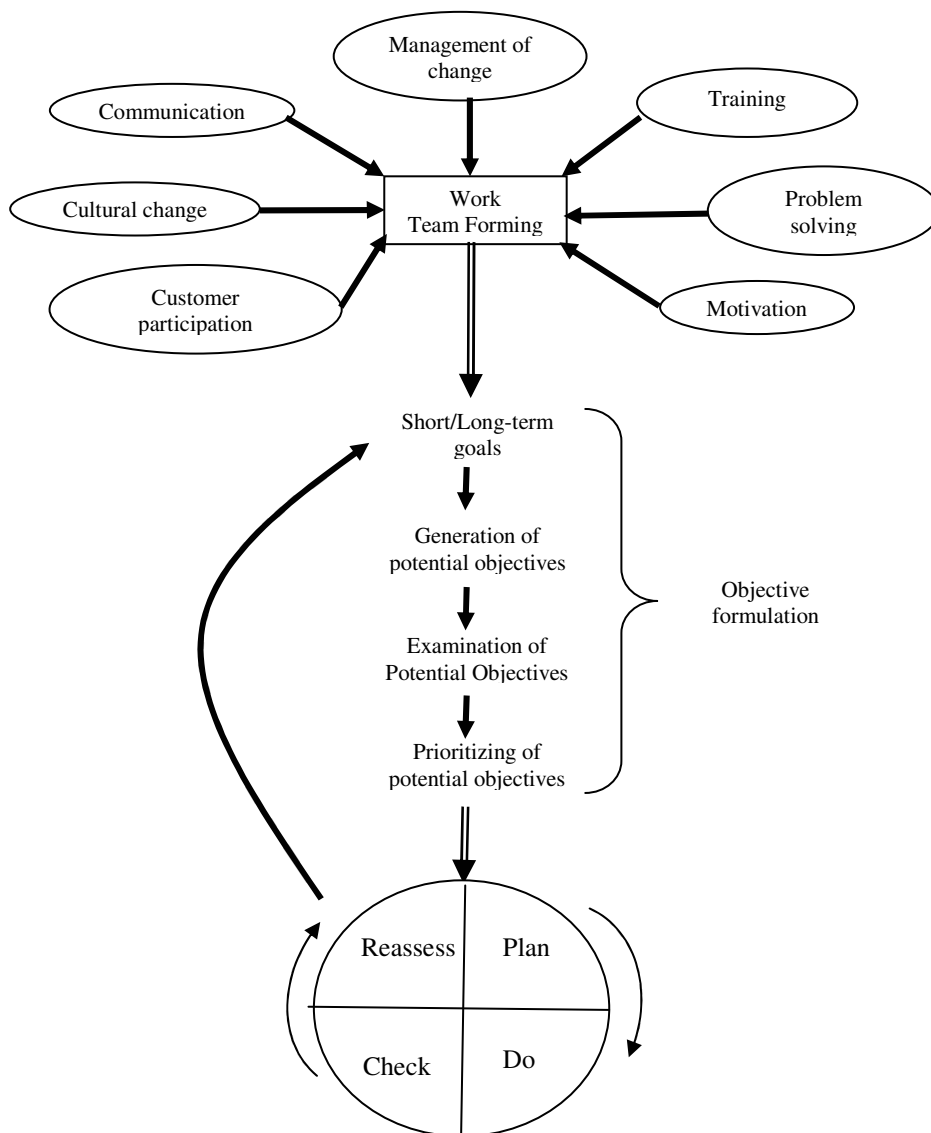 Management of
change
Communication
Training
Cultural change
Work
Team Forming
Problem
solving
Customer
participation
Motivation
Short/Long-term
goals
Generation of
potential objectives
Objective
formulation
Examination of
Potential Objectives
Prioritizing of
potential objectives
Reassess
Plan
Check
Do